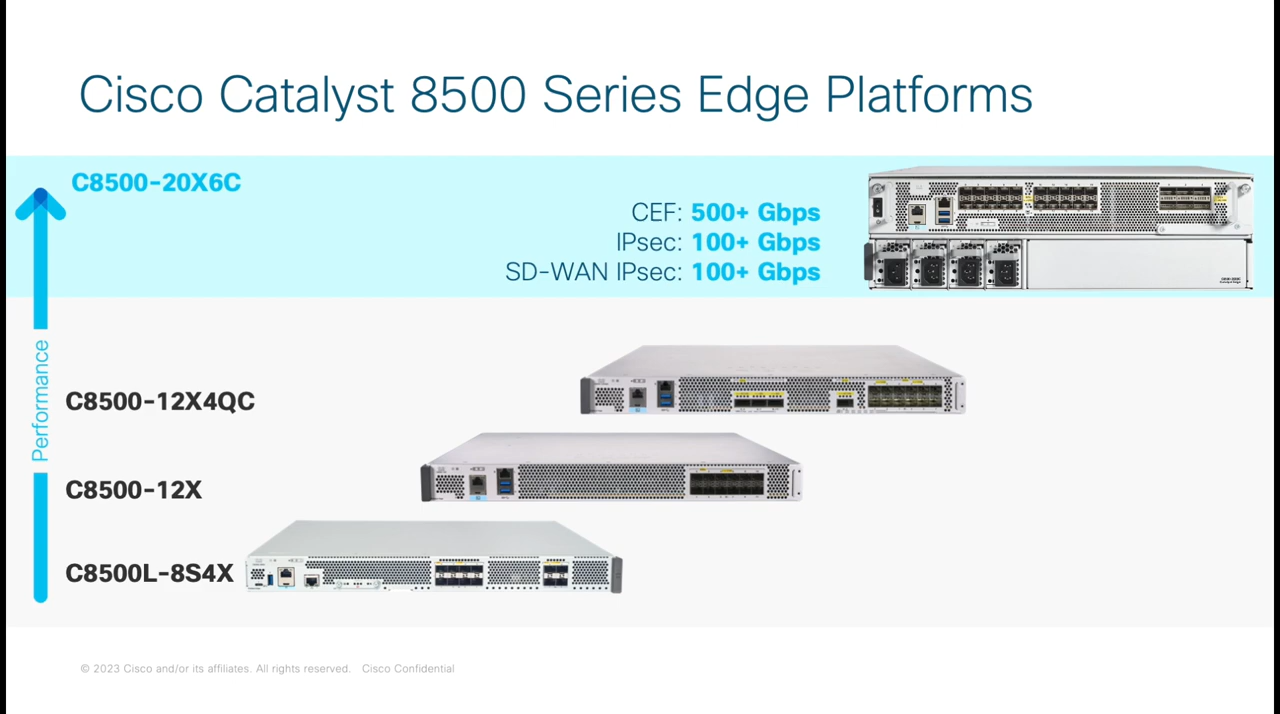 Cisco Catalyst 8500 Series Edge Platforms
C8500-20X6C
CEF: 500+ Gbps
IPsec: 100+ Gbps
SD-WAN IPsec: 100+ Gbps
Performance
C8500-12X4QC
C8500-12X
C8500L-8S4X
© 2023 Cisco and/or its affiliates. All rights reserved. Cisco Confidential